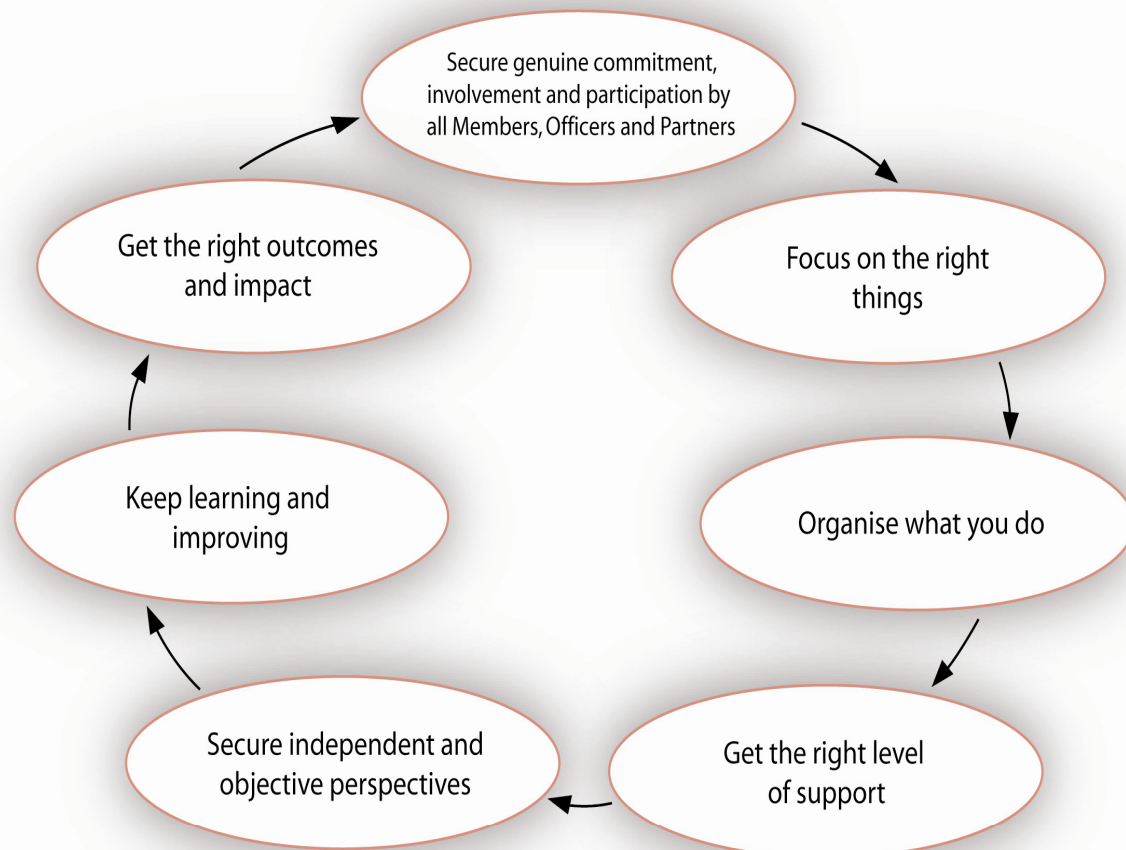 Secure genuine commitment,
involvement and participation by
all Members, Officers and Partners
Focus on the right
things
Organise what you do
Get the right level
of support
Secure independent and
objective perspectives
Keep learning and
improving
Get the right outcomes
and impact